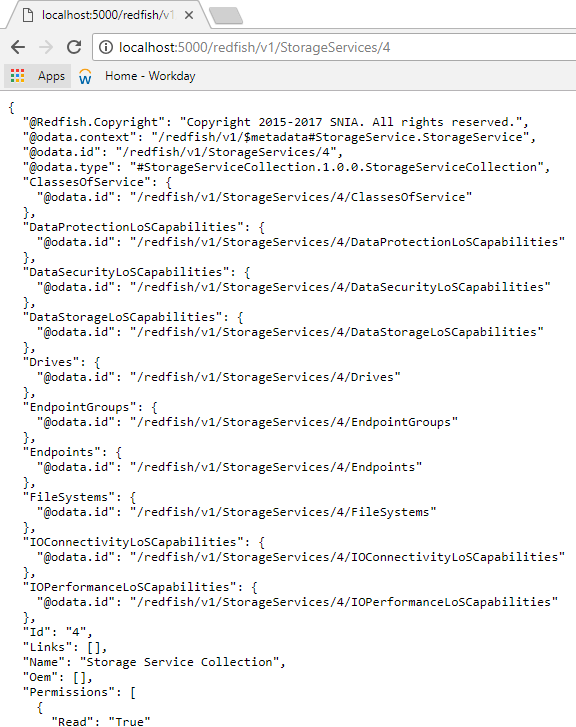 localhost:5000/redfish/v1
localhost:5000/redfish/v1/StorageServices/4
Apps
Home - Workday
{
"@Redfish.Copyright": "Copyright 2015-2017 SNIA. All rights reserved.",
"@odata.context": "/redfish/v1/$metadata#StorageService.StorageService",
"@odata.id": "/redfish/v1/StorageServices/4",
"@odata.type": "#StorageServiceCollection.1.0.0.StorageServiceCollection",
"ClassesOfService": {
"@odata.id": "/redfish/v1/StorageServices/4/ClassesOfService"
},
"DataProtectionLoSCapabilities": {
"@odata.id": "/redfish/v1/StorageServices/4/DataProtectionLoSCapabilities"
},
"DataSecurityLoSCapabilities": {
"@odata.id": "/redfish/v1/StorageServices/4/DataSecurityLoSCapabilities"
},
"DataStorageLoSCapabilities": {
"@odata.id": "/redfish/v1/StorageServices/4/DataStorageLoSCapabilities"
},
"Drives": {
"@odata.id": "/redfish/v1/StorageServices/4/Drives"
},
"EndpointGroups": {
"@odata.id": "/redfish/v1/StorageServices/4/EndpointGroups"
},
"Endpoints": {
"@odata.id": "/redfish/v1/StorageServices/4/Endpoints"
},
"FileSystems": {
"@odata.id": "/redfish/v1/StorageServices/4/FileSystems"
},
"IOConnectivityLoSCapabilities": {
"@odata.id": "/redfish/v1/StorageServices/4/IOConnectivityLoSCapabilities"
},
"IOPerformanceLoSCapabilities": {
"@odata.id": "/redfish/v1/StorageServices/4/IOPerformanceLoSCapabilities"
},
"Id": "4",
"Links": [],
"Name": "Storage Service Collection",
"Oem": [],
"Permissions": [
{
"Read": "True"